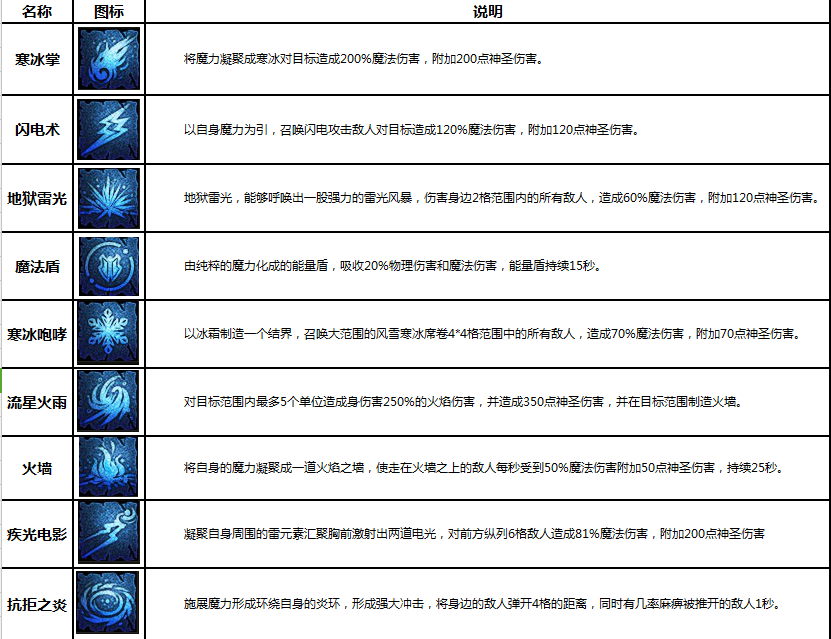 名称 图标 说明
寒冰掌 将魔力凝聚成寒冰对目标造成200%魔法伤害，附加200点神圣伤害。
闪电术 以自身魔力为引，召唤闪电攻击敌人对目标造成120%魔法伤害，附加120点神圣伤害。
地狱雷光 地狱雷光，能够呼唤出一股强力的雷光风暴，伤害身边2格范围内的所有敌人，造成60%魔法伤害，附加120点神圣伤害。
魔法盾 由纯粹的魔力化成的能量盾，吸收20%物理伤害和魔法伤害，能量盾持续15秒。
寒冰咆哮 以冰霜制造一个结界，召唤大范围的风雪寒冰席卷4*4格范围中的所有敌人，造成70%魔法伤害，附加70点神圣伤害。
流星火雨 对目标范围内最多5个单位造成身伤害250%的火焰伤害，并造成350点神圣伤害，并在目标范围制造火墙。
火墙 将自身的魔力凝聚成一道火焰之墙，使走在火墙之上的敌人每秒受到50%魔法伤害附加50点神圣伤害，持续25秒。
疾光电影 凝聚自身周围的雷元素汇聚胸前激射出两道电光，对前方纵列6格敌人造成81%魔法伤害，附加200点神圣伤害
抗拒之炎 施展魔力形成环绕自身的炎环，形成强大冲击，将身边的敌人弹开4格的距离，同时有几率麻痹被推开的敌人1秒。